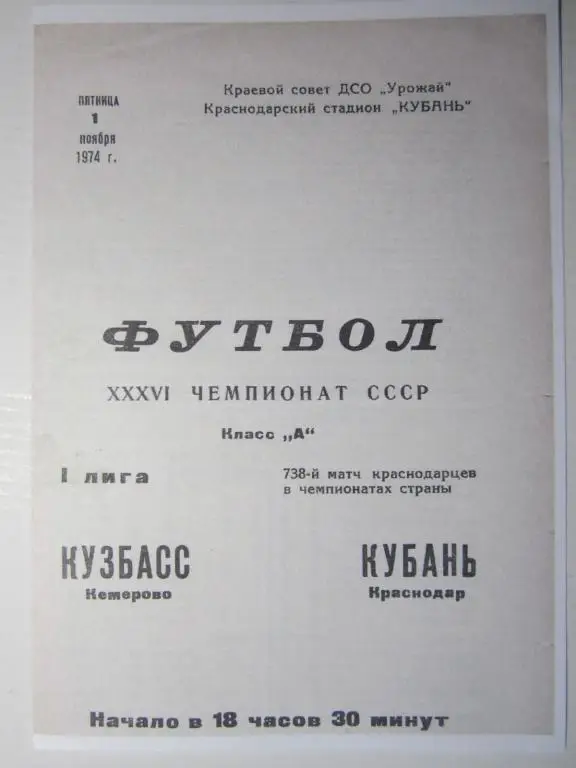 Краевой совет ДСО „Урожай"
Краснодарский стадион „КУБАНЬ"
ПЯТНИЦА
1
ноября
1974 г.
ФУТБОЛ
XXXVI ЧЕМПИОНАТ СССР
Класс „А"
I лига
738-й матч краснодарцев
в чемпионатах страны
КУЗБАСС
Кемерово
КУБАНЬ
Краснодар
Начало в 18 часов 30 минут